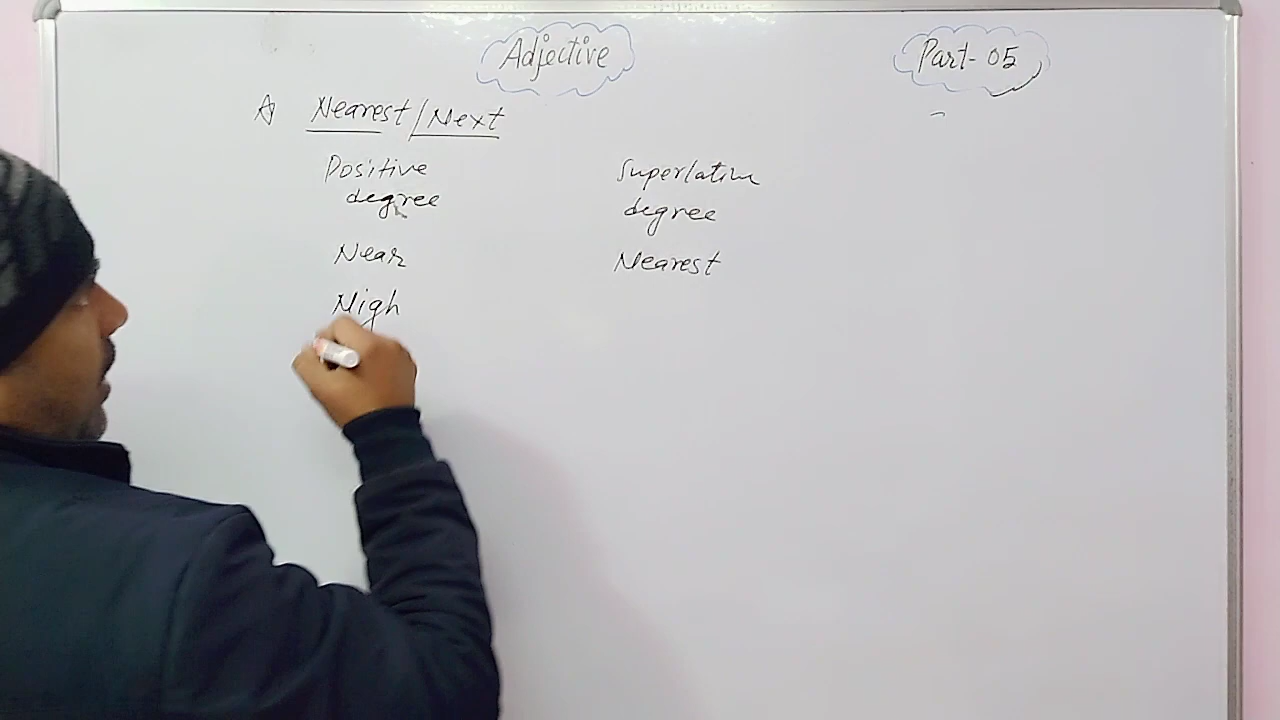 Adjective
Part-05
A) Nearest/Next
Positive
degree
Superlative
degree
Near
Nearest
Nigh